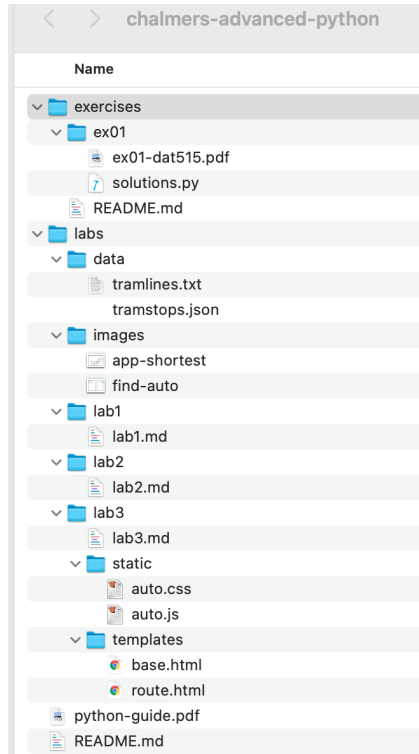 chalmers-advanced-python
Name
exercises
ex01
ex01-dat515.pdf
solutions.py
README.md
labs
data
tramlines.txt
tramstops.json
images
app-shortest
find-auto
lab1
lab1.md
lab2
lab2.md
lab3
lab3.md
static
auto.css
auto.js
templates
base.html
route.html
python-guide.pdf
README.md